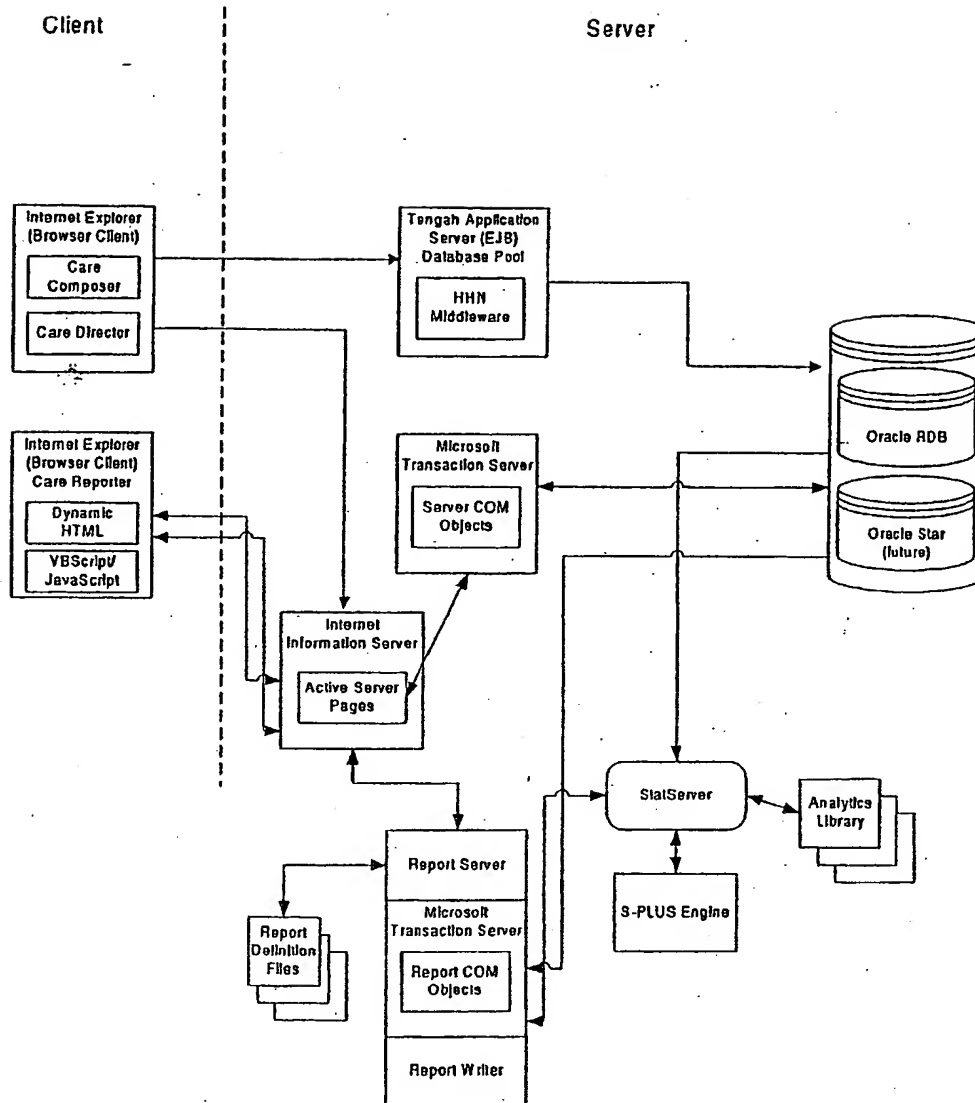 Client
Server
Internet Explorer
(Browser Client)
Care
Composer
Care Director
Tengah Application
Server (EJB)
Database Pool
HHN
Middleware
Oracle RDB
Oracle Star
(future)
Internet Explorer
(Browser Client)
Care Reporter
Dynamic
HTML
VBScript/
JavaScript
Microsoft
Transaction Server
Server COM
Objects
Internet
Information Server
Active Server
Pages
StatServer
Analytics
Library
S-PLUS Engine
Report Server
Microsoft
Transaction Server
Report COM
Objects
Report Writer
Report
Definition
Files